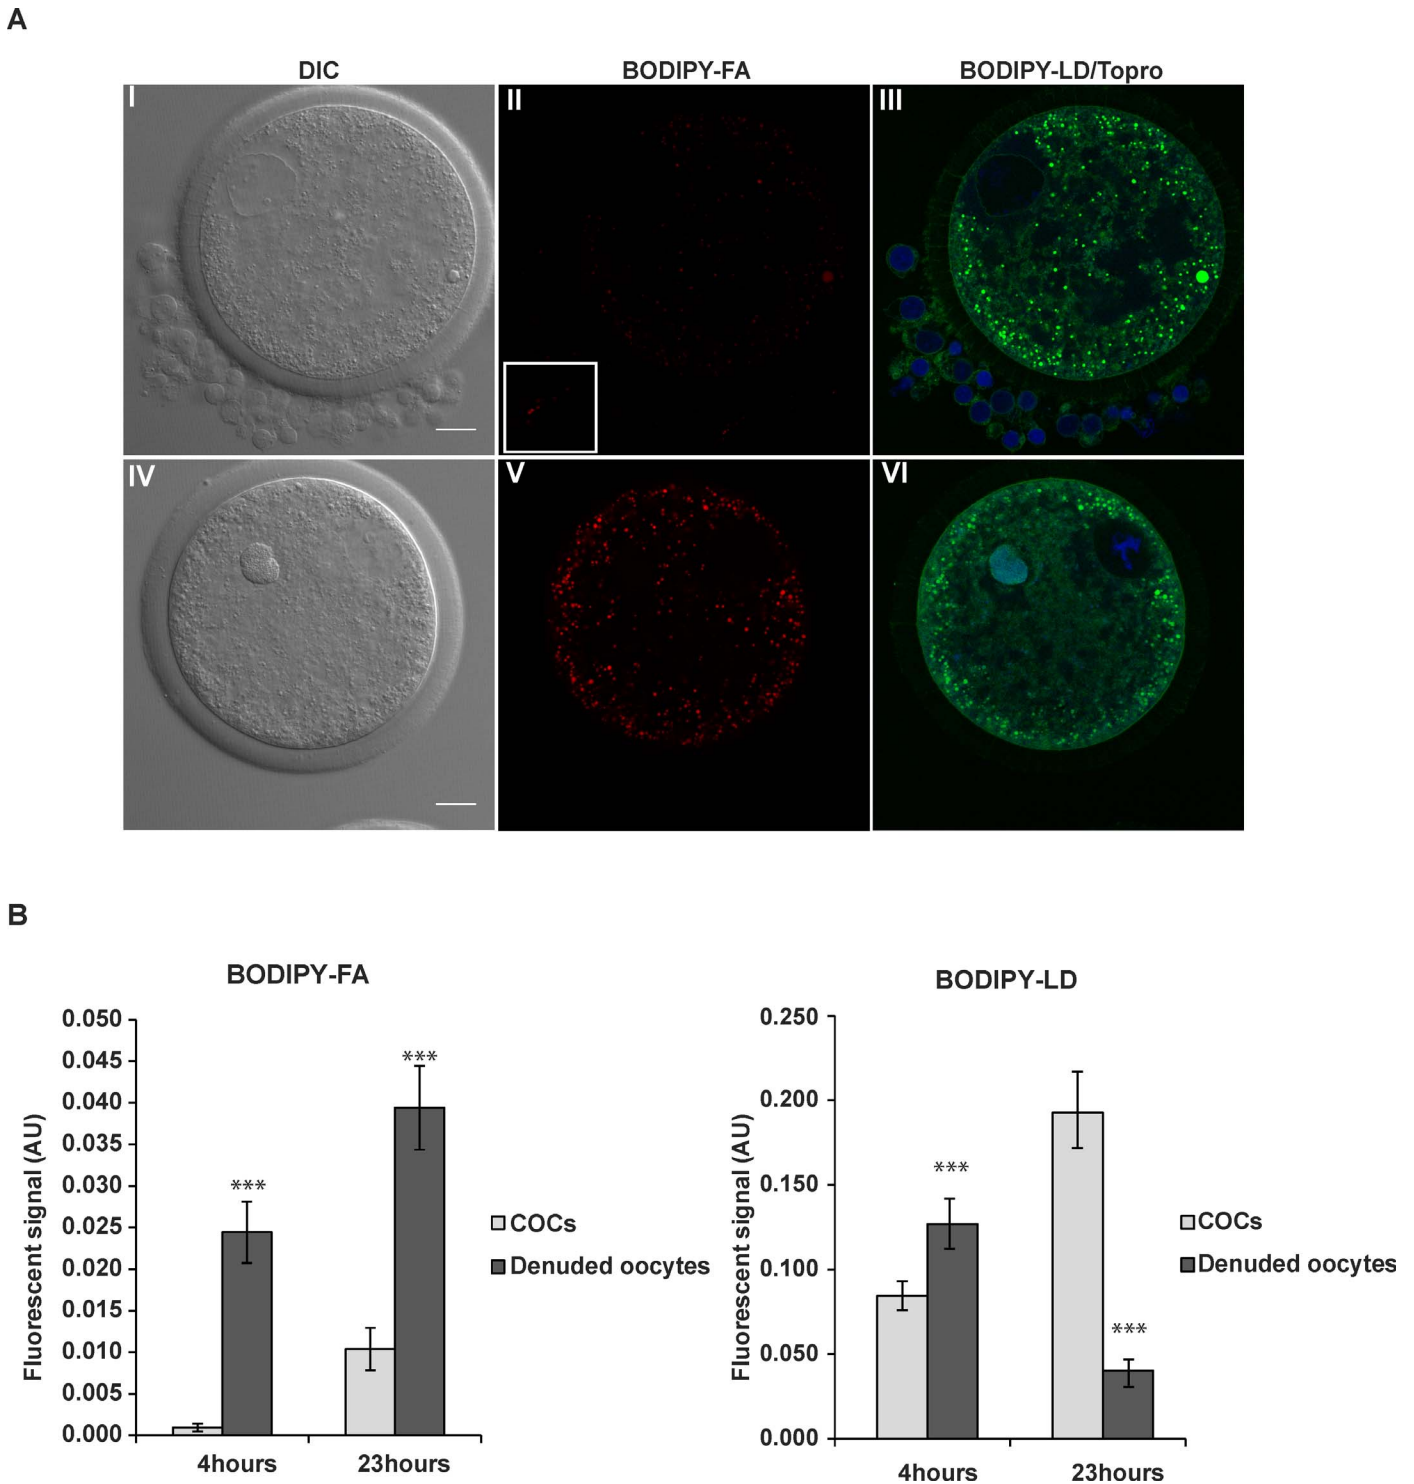 A
DIC
BODIPY-FA
BODIPY-LD/Topro
I
II
III
IV
V
VI
B
BODIPY-FA
Fluorescent signal (AU)
0.050
0.045
0.040
0.035
0.030
0.025
0.020
0.015
0.010
0.005
0.000
***
***
4hours
23hours
COCs
Denuded oocytes
BODIPY-LD
Fluorescent signal (AU)
0.250
0.200
0.150
0.100
0.050
0.000
***
***
4hours
23hours
COCs
Denuded oocytes